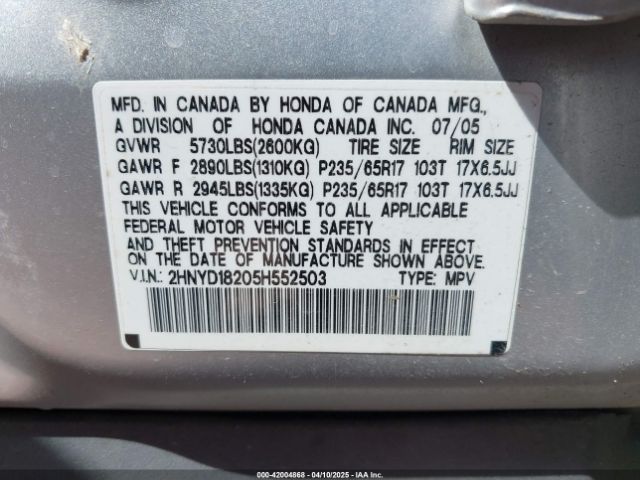 MFD. IN CANADA BY HONDA OF CANADA MFG.,
A DIVISION OF HONDA CANADA INC. 07/05
GVWR 5730LBS(2600KG) TIRE SIZE RIM SIZE
GAWR F 2890LBS(1310KG) P235/65R17 103T 17X6.5JJ
GAWR R 2945LBS(1335KG) P235/65R17 103T 17X6.5JJ
THIS VEHICLE CONFORMS TO ALL APPLICABLE
FEDERAL MOTOR VEHICLE SAFETY
AND THEFT PREVENTION STANDARDS IN EFFECT
ON THE DATE OF MANUFACTURE SHOWN ABOVE.
V.I.N.: 2HNYD18205H552503 TYPE: MPV
000-42004868 - 04/10/2025 - IAAI.COM